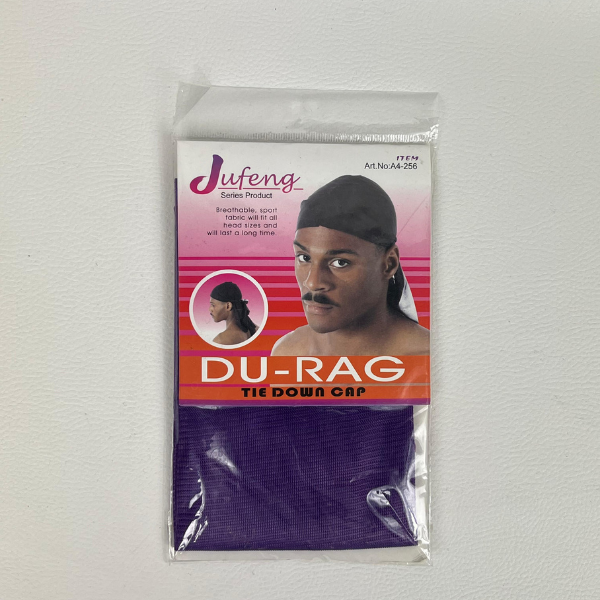 Jufeng
Series Product
ITEM
Art.No:A4-256
Breathable, sport
fabric will fit all
head sizes and
will last a long time.
DU-RAG
TIE DOWN CAP